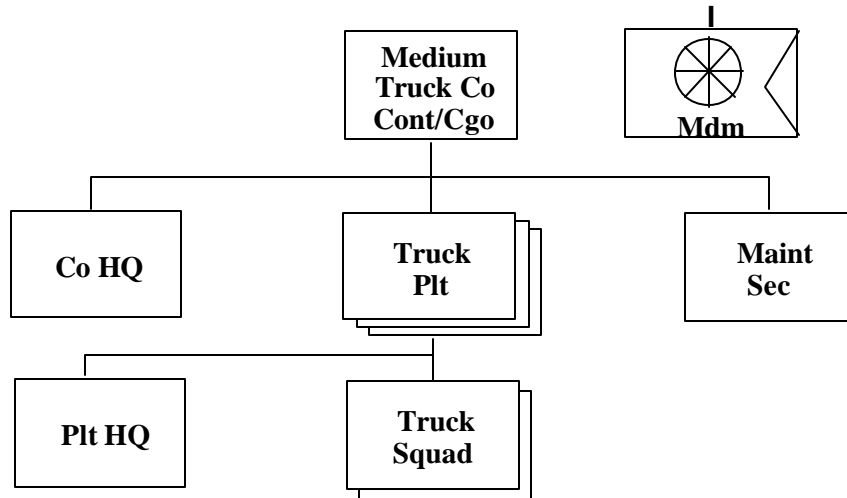 Medium
Truck Co
Cont/Cgo
I
Mdm
Co HQ
Truck
Plt
Maint
Sec
Plt HQ
Truck
Squad